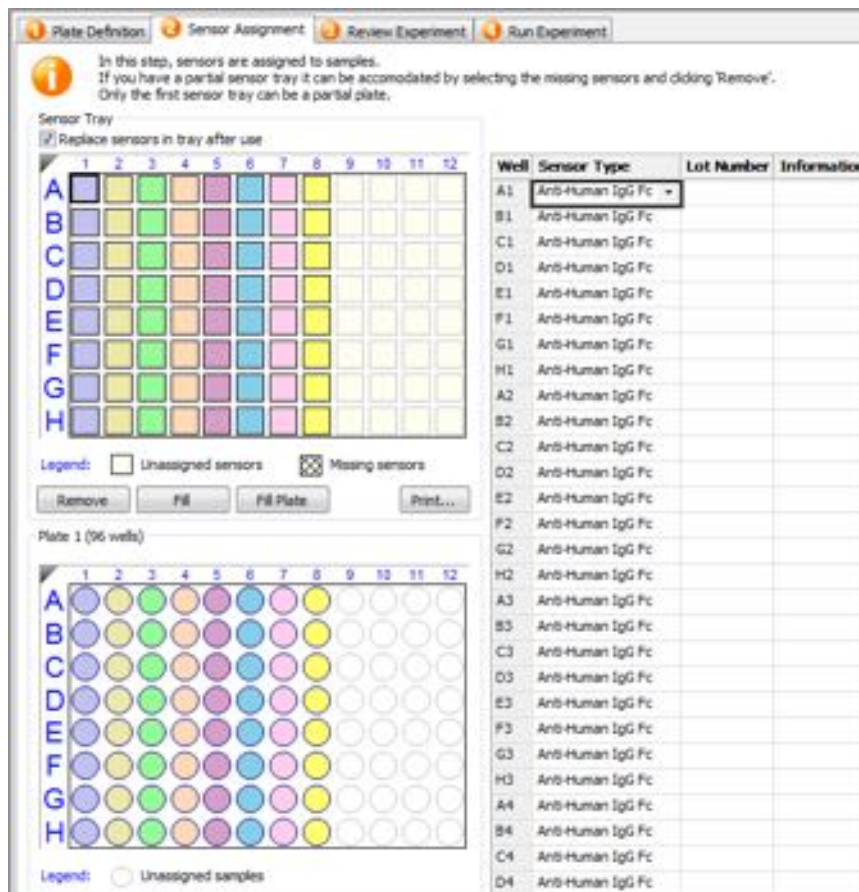 1 Plate Definition 2 Sensor Assignment 3 Review Experiment 4 Run Experiment
In this step, sensors are assigned to samples.
If you have a partial sensor tray it can be accomodated by selecting the missing sensors and clicking 'Remove'.
Only the first sensor tray can be a partial plate.
Sensor Tray
Replace sensors in tray after use
1 2 3 4 5 6 7 8 9 10 11 12
A
B
C
D
E
F
G
H
Legend: Unassigned sensors Missing sensors
Remove Fill Fill Plate Print...
Plate 1 (96 wells)
1 2 3 4 5 6 7 8 9 10 11 12
A
B
C
D
E
F
G
H
Legend: Unassigned samples
Well Sensor Type Lot Number Information
A1 Anti-Human IgG Fc
B1 Anti-Human IgG Fc
C1 Anti-Human IgG Fc
D1 Anti-Human IgG Fc
E1 Anti-Human IgG Fc
F1 Anti-Human IgG Fc
G1 Anti-Human IgG Fc
H1 Anti-Human IgG Fc
A2 Anti-Human IgG Fc
B2 Anti-Human IgG Fc
C2 Anti-Human IgG Fc
D2 Anti-Human IgG Fc
E2 Anti-Human IgG Fc
F2 Anti-Human IgG Fc
G2 Anti-Human IgG Fc
H2 Anti-Human IgG Fc
A3 Anti-Human IgG Fc
B3 Anti-Human IgG Fc
C3 Anti-Human IgG Fc
D3 Anti-Human IgG Fc
E3 Anti-Human IgG Fc
F3 Anti-Human IgG Fc
G3 Anti-Human IgG Fc
H3 Anti-Human IgG Fc
A4 Anti-Human IgG Fc
B4 Anti-Human IgG Fc
C4 Anti-Human IgG Fc
D4 Anti-Human IgG Fc